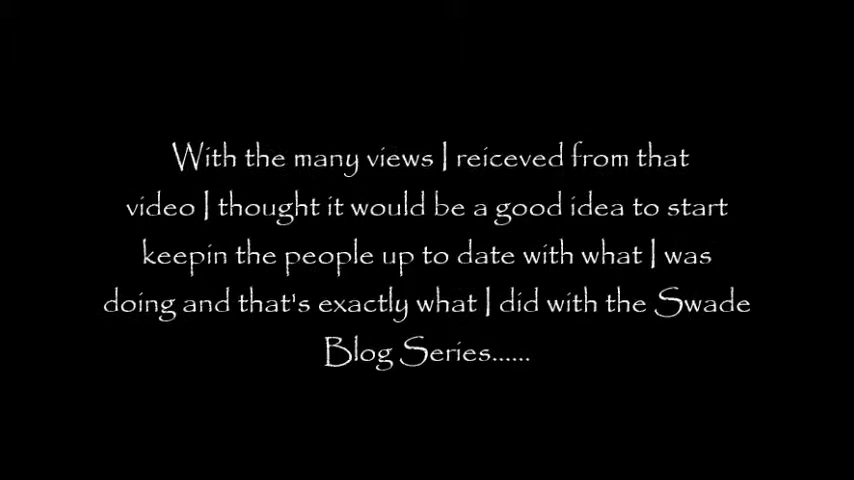 With the many views I reiceved from that
video I thought it would be a good idea to start
keepin the people up to date with what I was
doing and that's exactly what I did with the Swade
Blog Series......